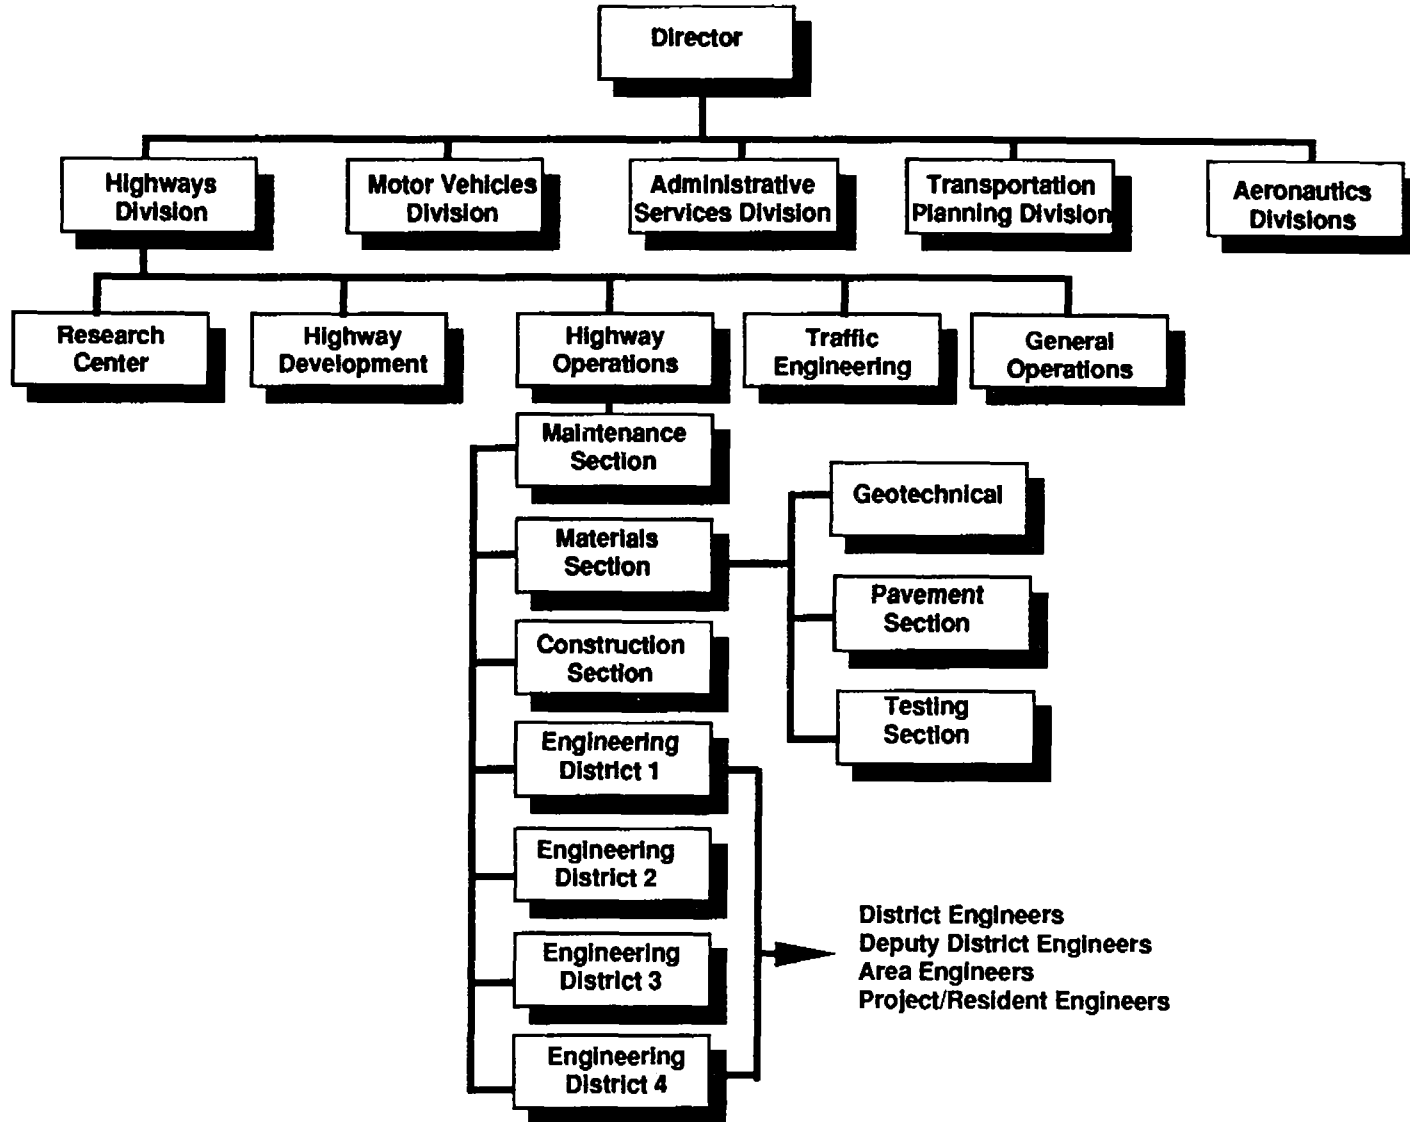 Director
Highways
Division
Motor Vehicles
Division
Administrative
Services Division
Transportation
Planning Division
Aeronautics
Divisions
Research
Center
Highway
Development
Highway
Operations
Traffic
Engineering
General
Operations
Maintenance
Section
Materials
Section
Construction
Section
Engineering
District 1
Engineering
District 2
Engineering
District 3
Engineering
District 4
Geotechnical
Pavement
Section
Testing
Section
District Engineers
Deputy District Engineers
Area Engineers
Project/Resident Engineers